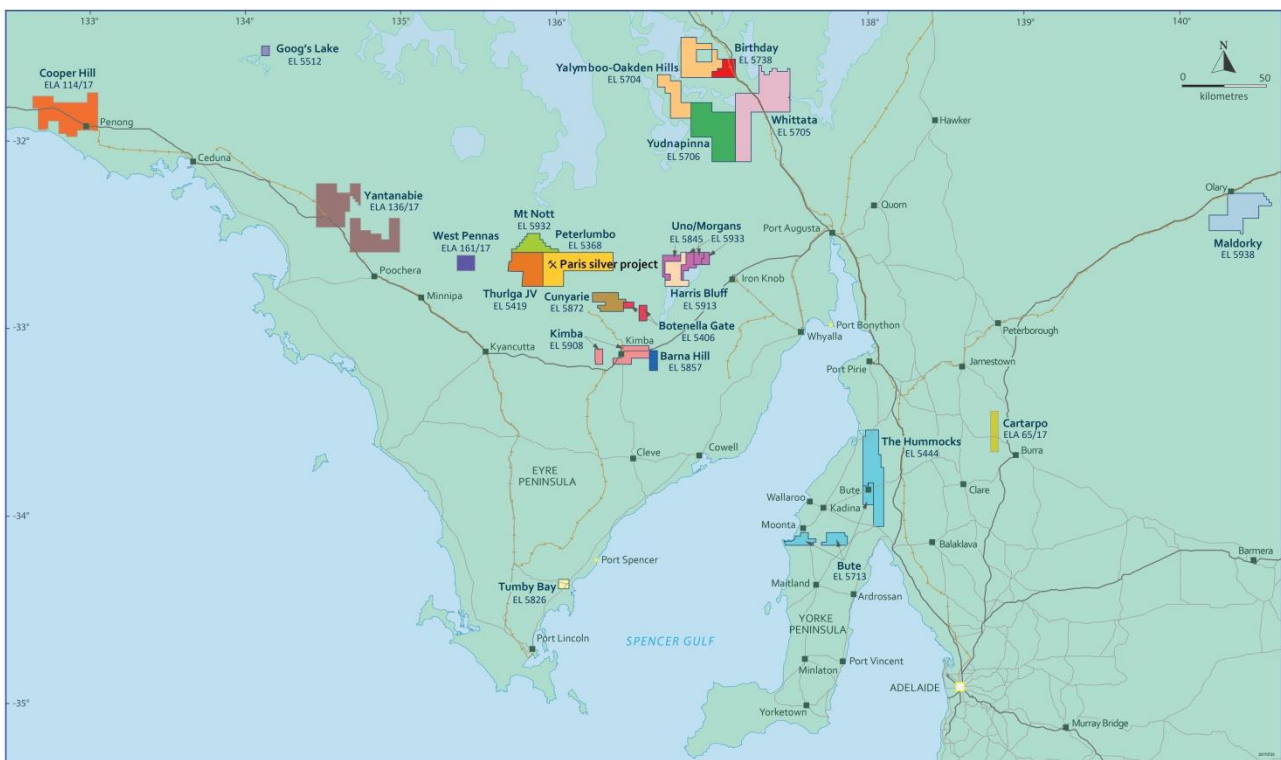 133°
134°
135°
136°
137°
138°
139°
140°
Goog's Lake
EL 5512
Cooper Hill
ELA 114/17
Penong
Ceduna
-32°
Yalymboo-Oakden Hills
EL 5704
Birthday
EL 5738
Whittata
EL 5705
Yudnapinna
EL 5706
Hawker
N
0
50
kilometres
Yantanabie
ELA 136/17
West Pennas
ELA 161/17
Mt Nott
EL 5932
Peterlumbo
EL 5368
Paris silver project
Thurlga JV
EL 5419
Uno/Morgans
EL 5845
EL 5933
Harris Bluff
EL 5913
Quorn
Port Augusta
Olary
Maldorky
EL 5938
Poochera
Minnipa
Cunyarie
EL 5872
Botenella Gate
EL 5406
Iron Knob
-33°
Kyancutta
Kimba
EL 5908
Kimba
Barna Hill
EL 5857
Whyalla
Port Bonython
Port Pirie
Peterborough
Jamestown
Cartarpo
ELA 65/17
Burra
Cleve
Cowell
EYRE
PENINSULA
The Hummocks
EL 5444
Clare
Bute
Wallaroo
Kadina
-34°
Moonta
Balaklava
Barmera
Bute
EL 5713
Port Spencer
Tumby Bay
EL 5826
Maitland
Ardrossan
YORKE
PENINSULA
SPENCER GULF
Port Lincoln
Minlaton
Port Vincent
ADELAIDE
-35°
Yorketown
Murray Bridge